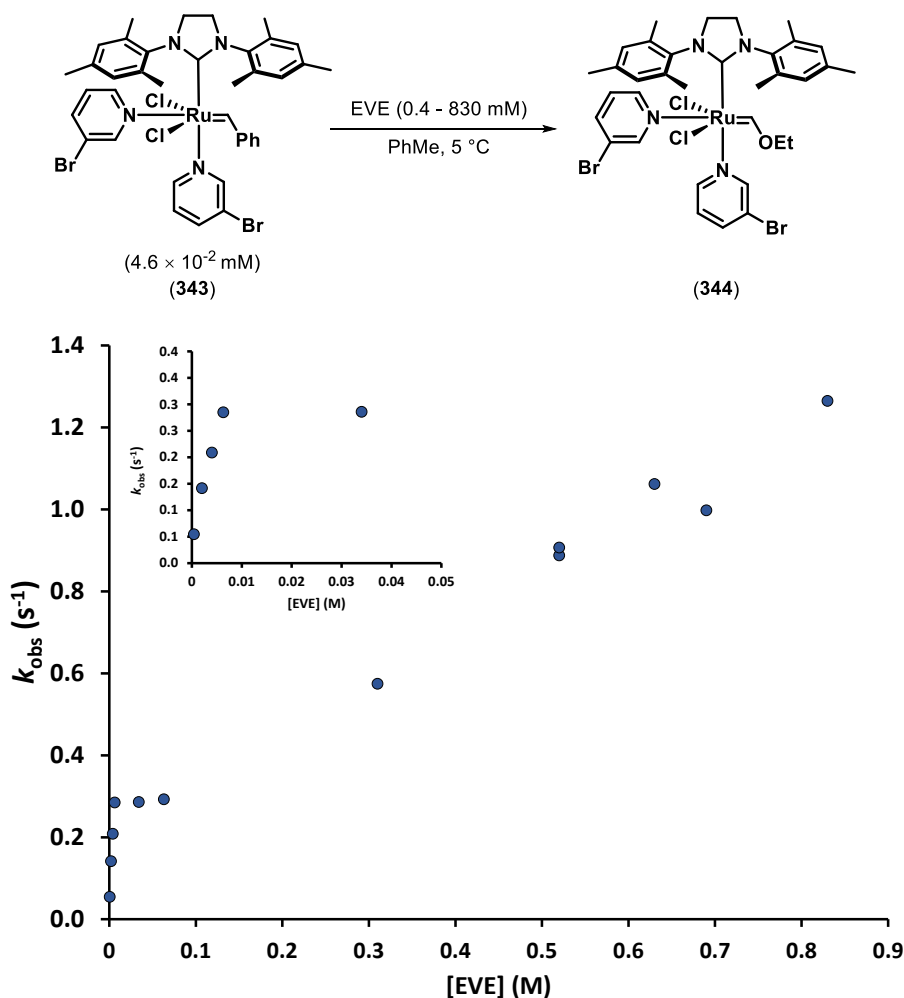 N N
N N
Cl
Cl
N
Ru
Ph
N
Br
Br
EVE (0.4 - 830 mM)
PhMe, 5 °C
Cl
Cl
N
Ru
OEt
N
Br
Br
(4.6 × 10⁻² mM)
(343)
(344)
1.4
1.2
1.0
0.8
0.6
0.4
0.2
0.0
kobs (s⁻¹)
0.4
0.4
0.3
0.3
0.2
0.2
0.1
0.1
0.0
kobs (s⁻¹)
0 0.01 0.02 0.03 0.04 0.05
[EVE] (M)
0 0.1 0.2 0.3 0.4 0.5 0.6 0.7 0.8 0.9
[EVE] (M)